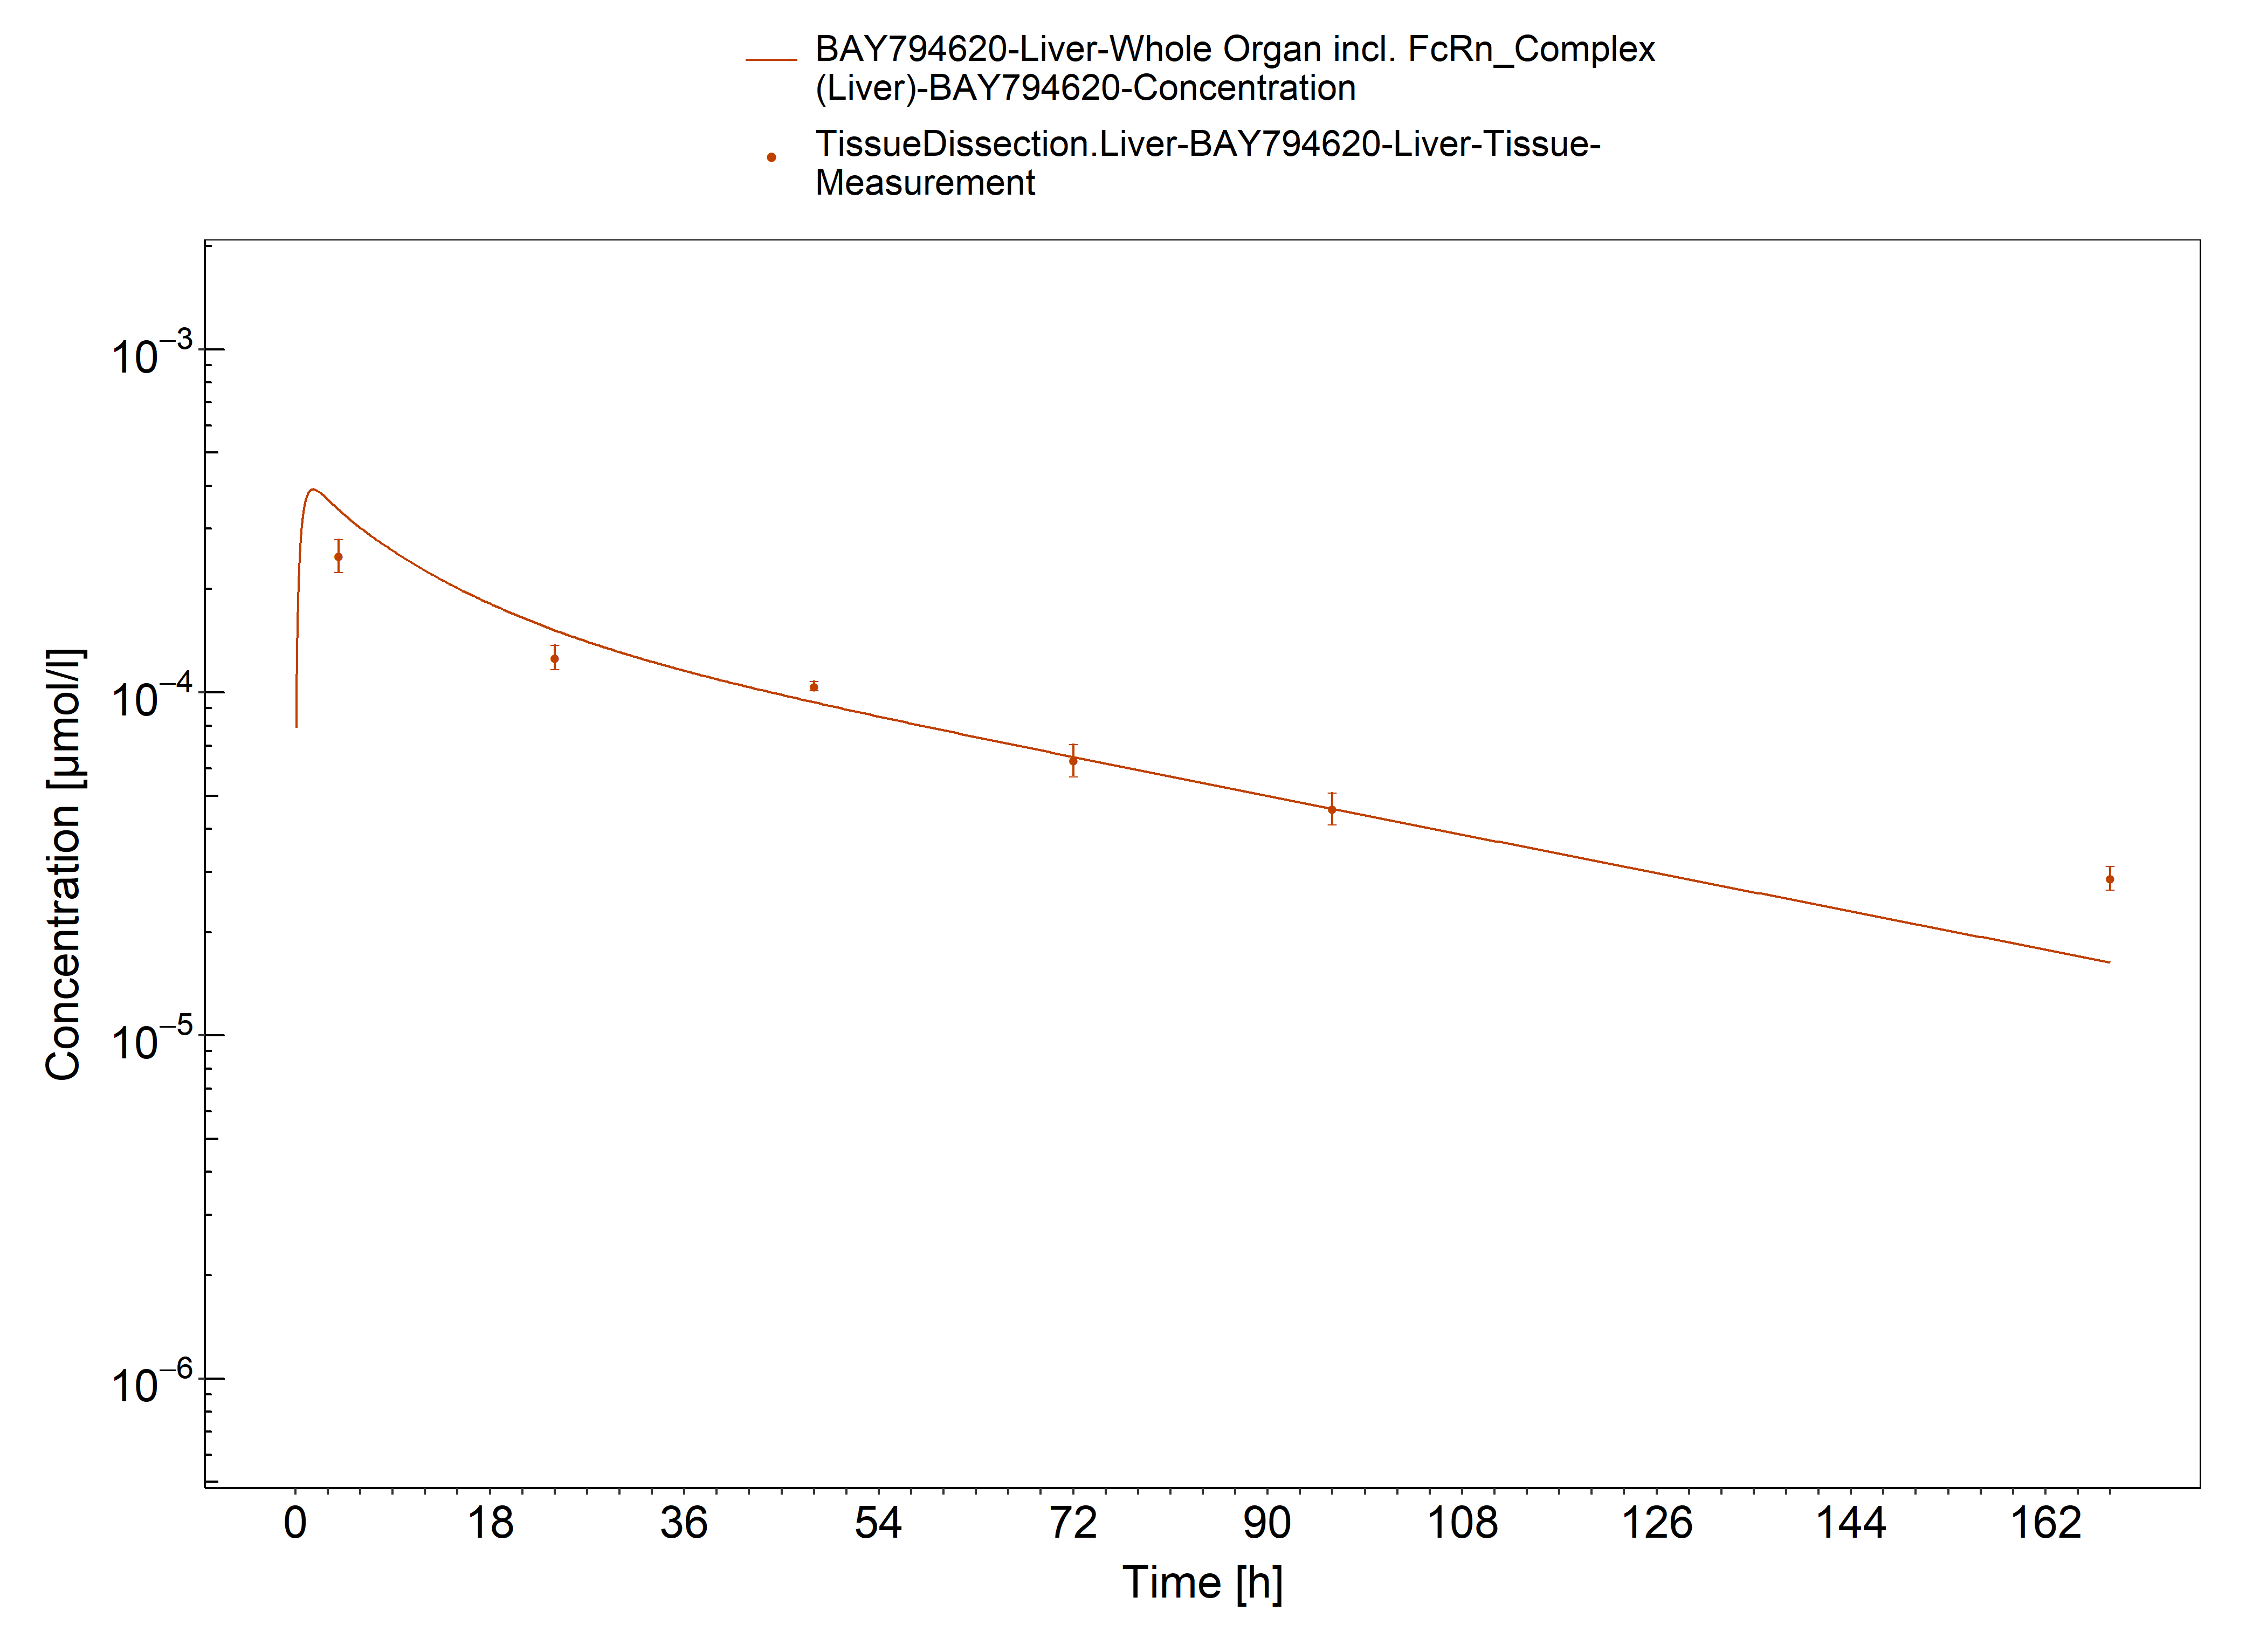 BAY794620-Liver-Whole Organ incl. FcRn_Complex
(Liver)-BAY794620-Concentration
TissueDissection.Liver-BAY794620-Liver-Tissue-
Measurement
Concentration [µmol/l]
10⁻³
10⁻⁴
10⁻⁵
10⁻⁶
0 18 36 54 72 90 108 126 144 162
Time [h]